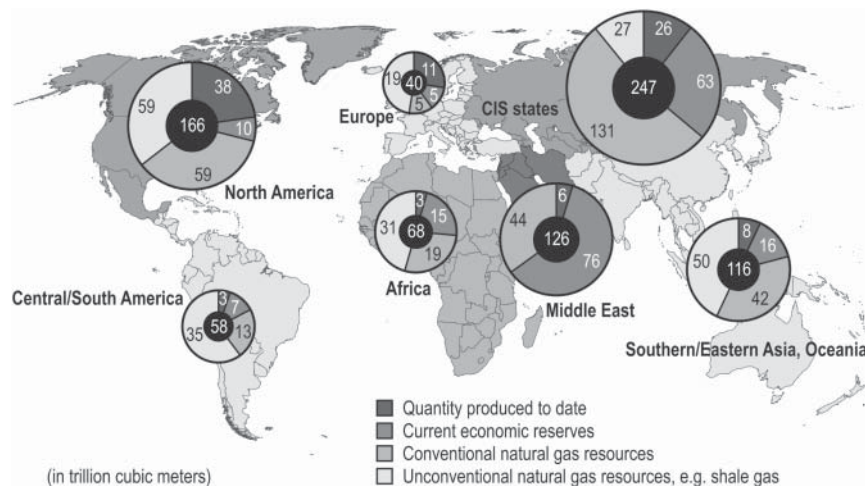 27
26
63
247
131
CIS states
19
11
40
5
5
Europe
38
59
166
10
59
North America
3
15
31
68
19
Africa
6
44
126
76
Middle East
8
16
50
116
42
Southern/Eastern Asia, Oceania
Central/South America
3
7
58
35
13
Quantity produced to date
Current economic reserves
Conventional natural gas resources
Unconventional natural gas resources, e.g. shale gas
(in trillion cubic meters)